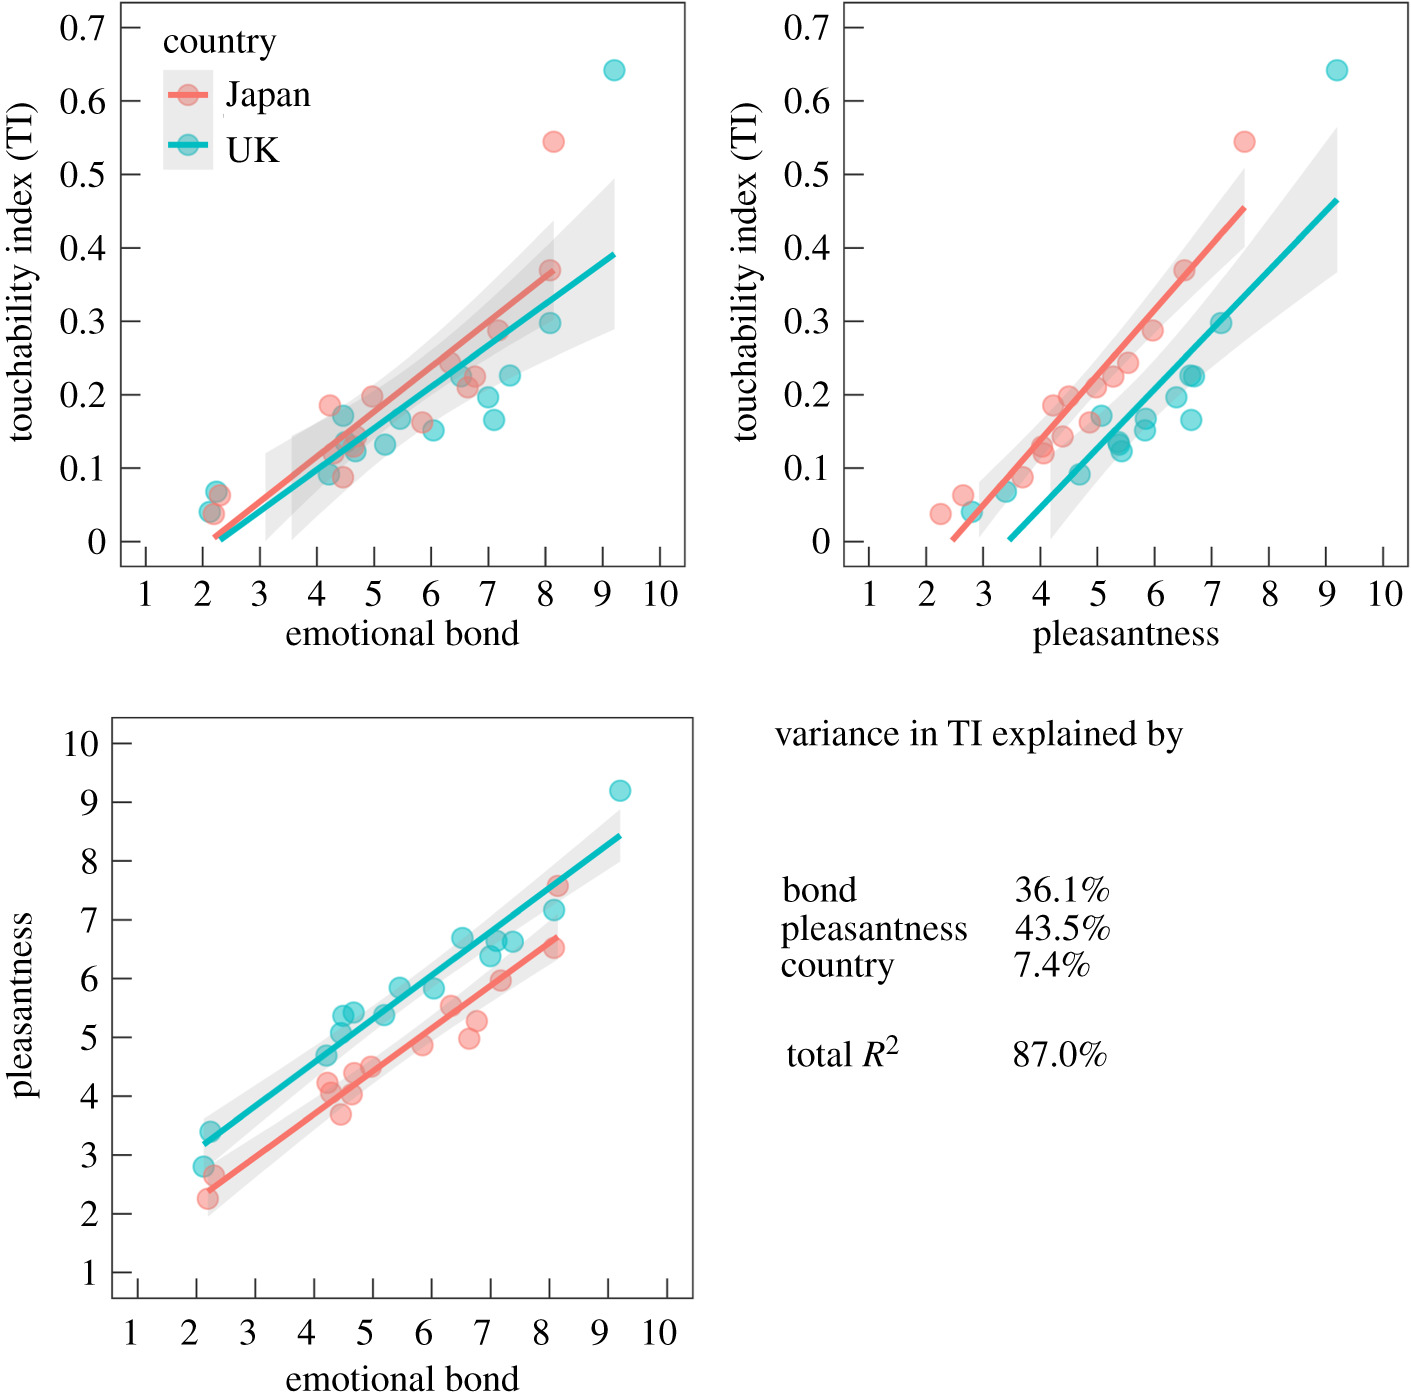 touchability index (TI)
0.7
0.6
0.5
0.4
0.3
0.2
0.1
0
country
Japan
UK
1 2 3 4 5 6 7 8 9 10
emotional bond
touchability index (TI)
0.7
0.6
0.5
0.4
0.3
0.2
0.1
0
1 2 3 4 5 6 7 8 9 10
pleasantness
pleasantness
10
9
8
7
6
5
4
3
2
1
1 2 3 4 5 6 7 8 9 10
emotional bond
variance in TI explained by
bond 36.1%
pleasantness 43.5%
country 7.4%
total R² 87.0%